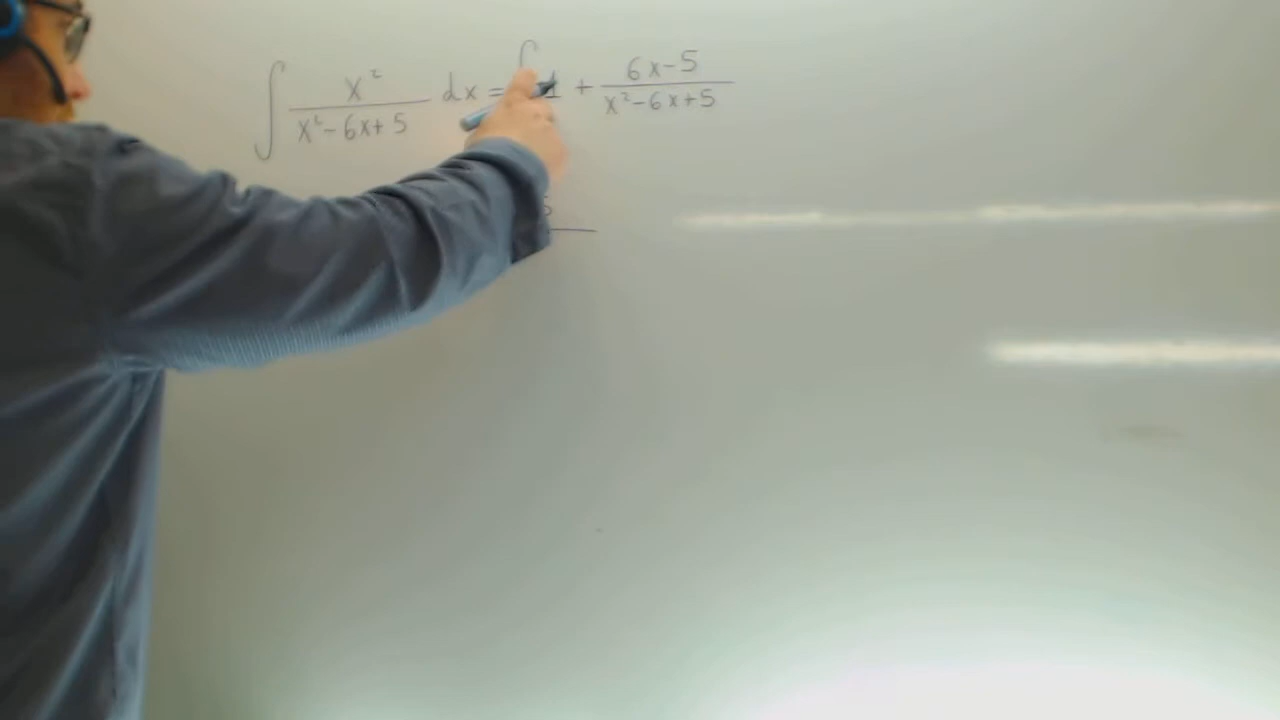 ∫ x² / (x² - 6x + 5) dx = ∫ 1 + (6x - 5) / (x² - 6x + 5)